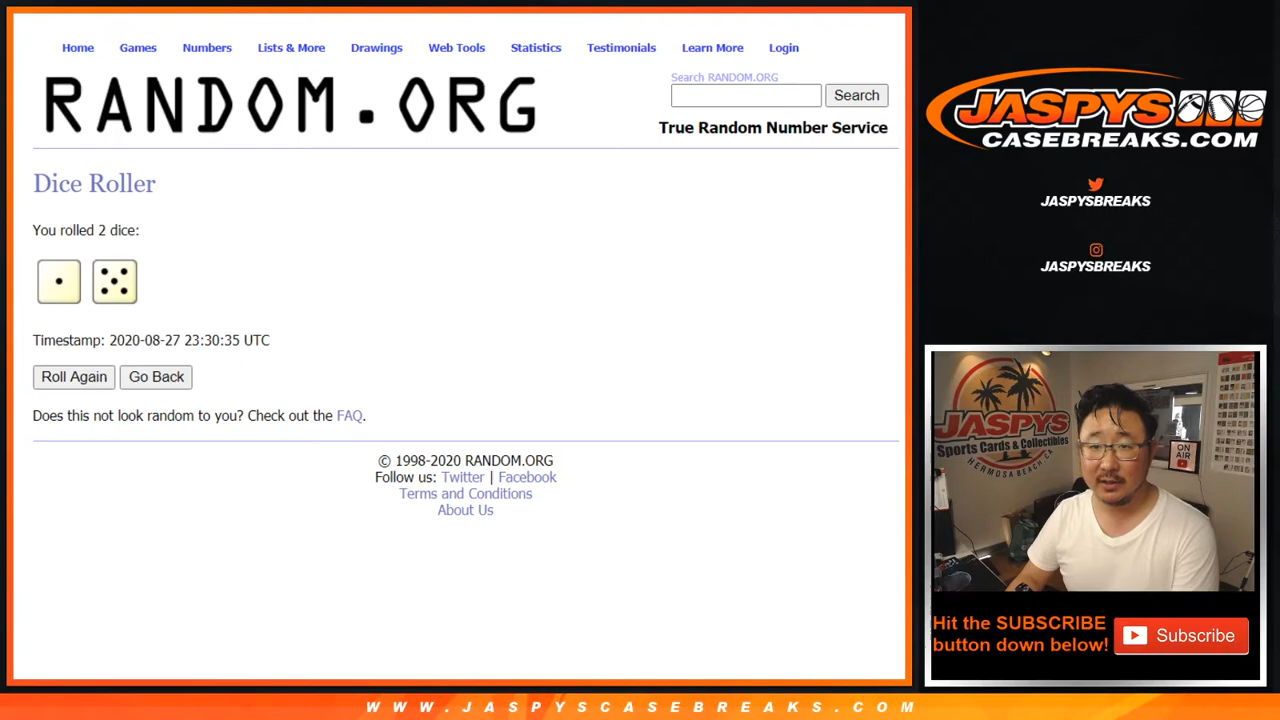 Home Games Numbers Lists & More Drawings Web Tools Statistics Testimonials Learn More Login
RANDOM.ORG
Search RANDOM.ORG
Search
True Random Number Service
Dice Roller
You rolled 2 dice:
Timestamp: 2020-08-27 23:30:35 UTC
Roll Again Go Back
Does this not look random to you? Check out the FAQ.
© 1998-2020 RANDOM.ORG
Follow us: Twitter | Facebook
Terms and Conditions
About Us
JASPYS
CASEBREAKS.COM
JASPYSBREAKS
JASPYSBREAKS
JASPYS
Sports Cards & Collectibles
HERMOSA BEACH, CA
ON
AIR
Hit the SUBSCRIBE
button down below!
Subscribe
WWW.JASPYSCASEBREAKS.COM